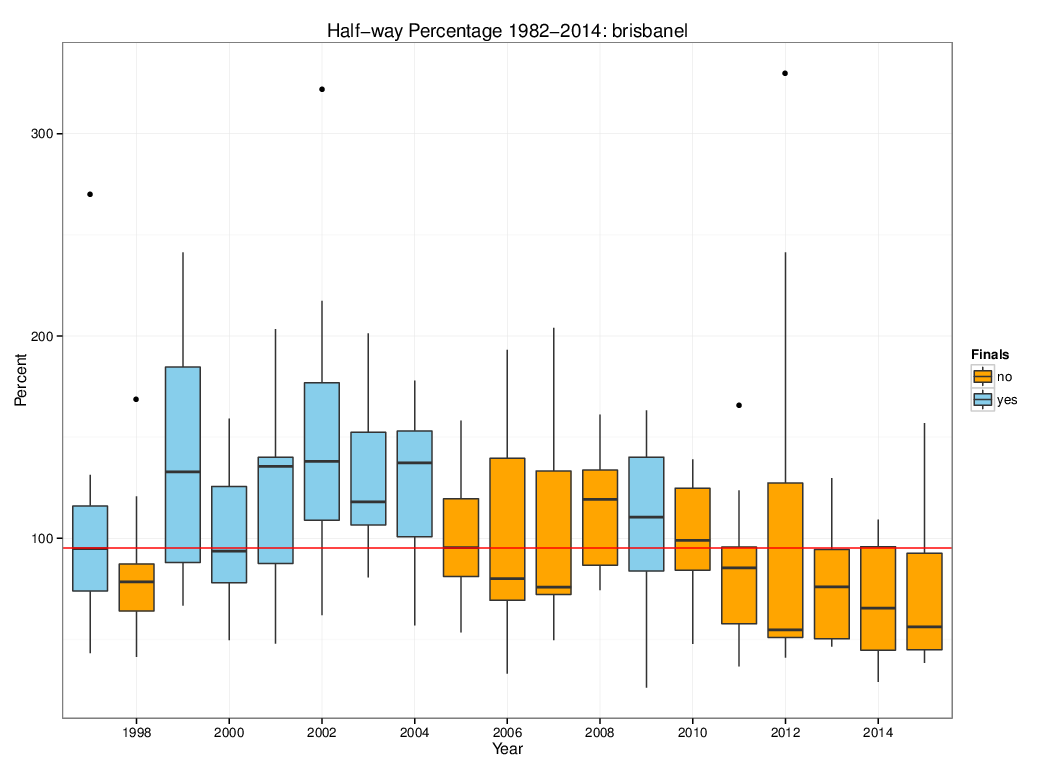 Half−way Percentage 1982−2014: brisbanel
300
200
100
Percent
1998 2000 2002 2004 2006 2008 2010 2012 2014
Year
Finals
no
yes